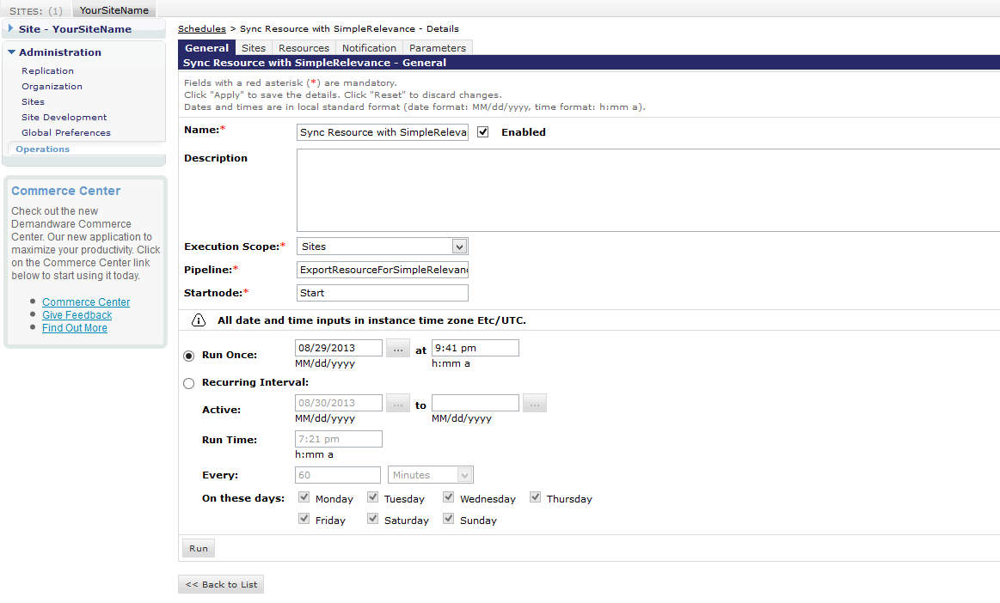 SITES: (1) YourSiteName
Site - YourSiteName
Administration
Replication
Organization
Sites
Site Development
Global Preferences
Operations
Commerce Center
Check out the new
Demandware Commerce
Center. Our new application to
maximize your productivity. Click
on the Commerce Center link
below to start using it today.
Commerce Center
Give Feedback
Find Out More
Schedules > Sync Resource with SimpleRelevance - Details
General Sites Resources Notification Parameters
Sync Resource with SimpleRelevance - General
Fields with a red asterisk (*) are mandatory.
Click "Apply" to save the details. Click "Reset" to discard changes.
Dates and times are in local standard format (date format: MM/dd/yyyy, time format: h:mm a).
Name:* Sync Resource with SimpleReleva Enabled
Description
Execution Scope:* Sites
Pipeline:* ExportResourceForSimpleRelevan
Startnode:* Start
All date and time inputs in instance time zone Etc/UTC.
Run Once: 08/29/2013 ... at 9:41 pm
MM/dd/yyyy h:mm a
Recurring Interval:
Active: 08/30/2013 ... to ...
MM/dd/yyyy MM/dd/yyyy
Run Time: 7:21 pm
h:mm a
Every: 60 Minutes
On these days: Monday Tuesday Wednesday Thursday
Friday Saturday Sunday
Run
<< Back to List